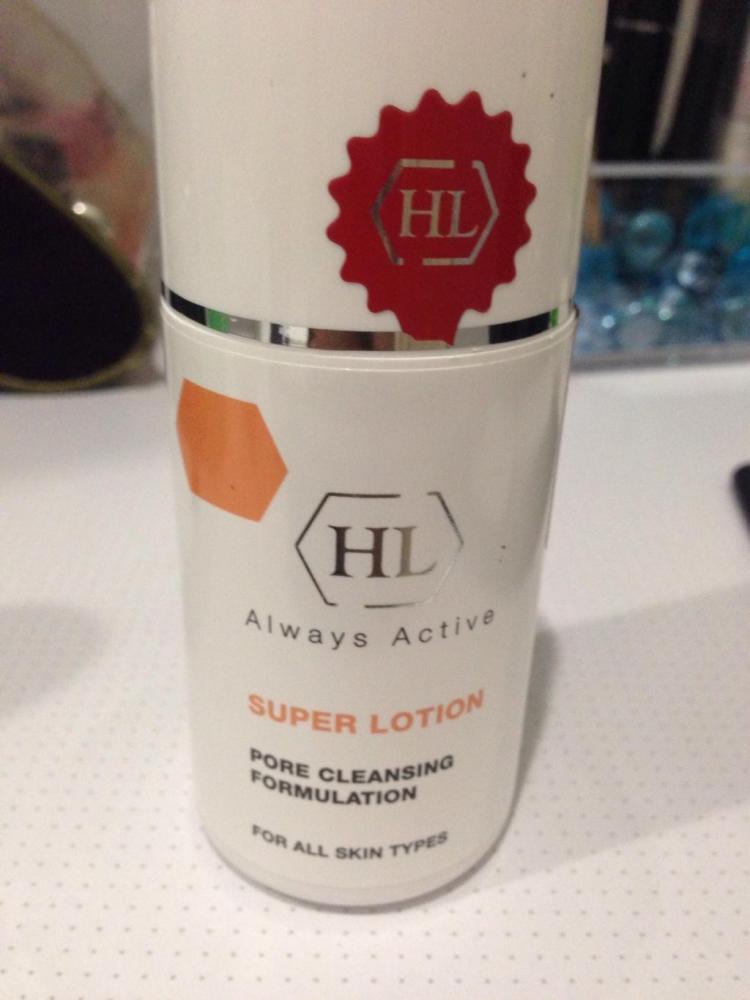 HL
HL
Always Active
SUPER LOTION
PORE CLEANSING
FORMULATION
FOR ALL SKIN TYPES